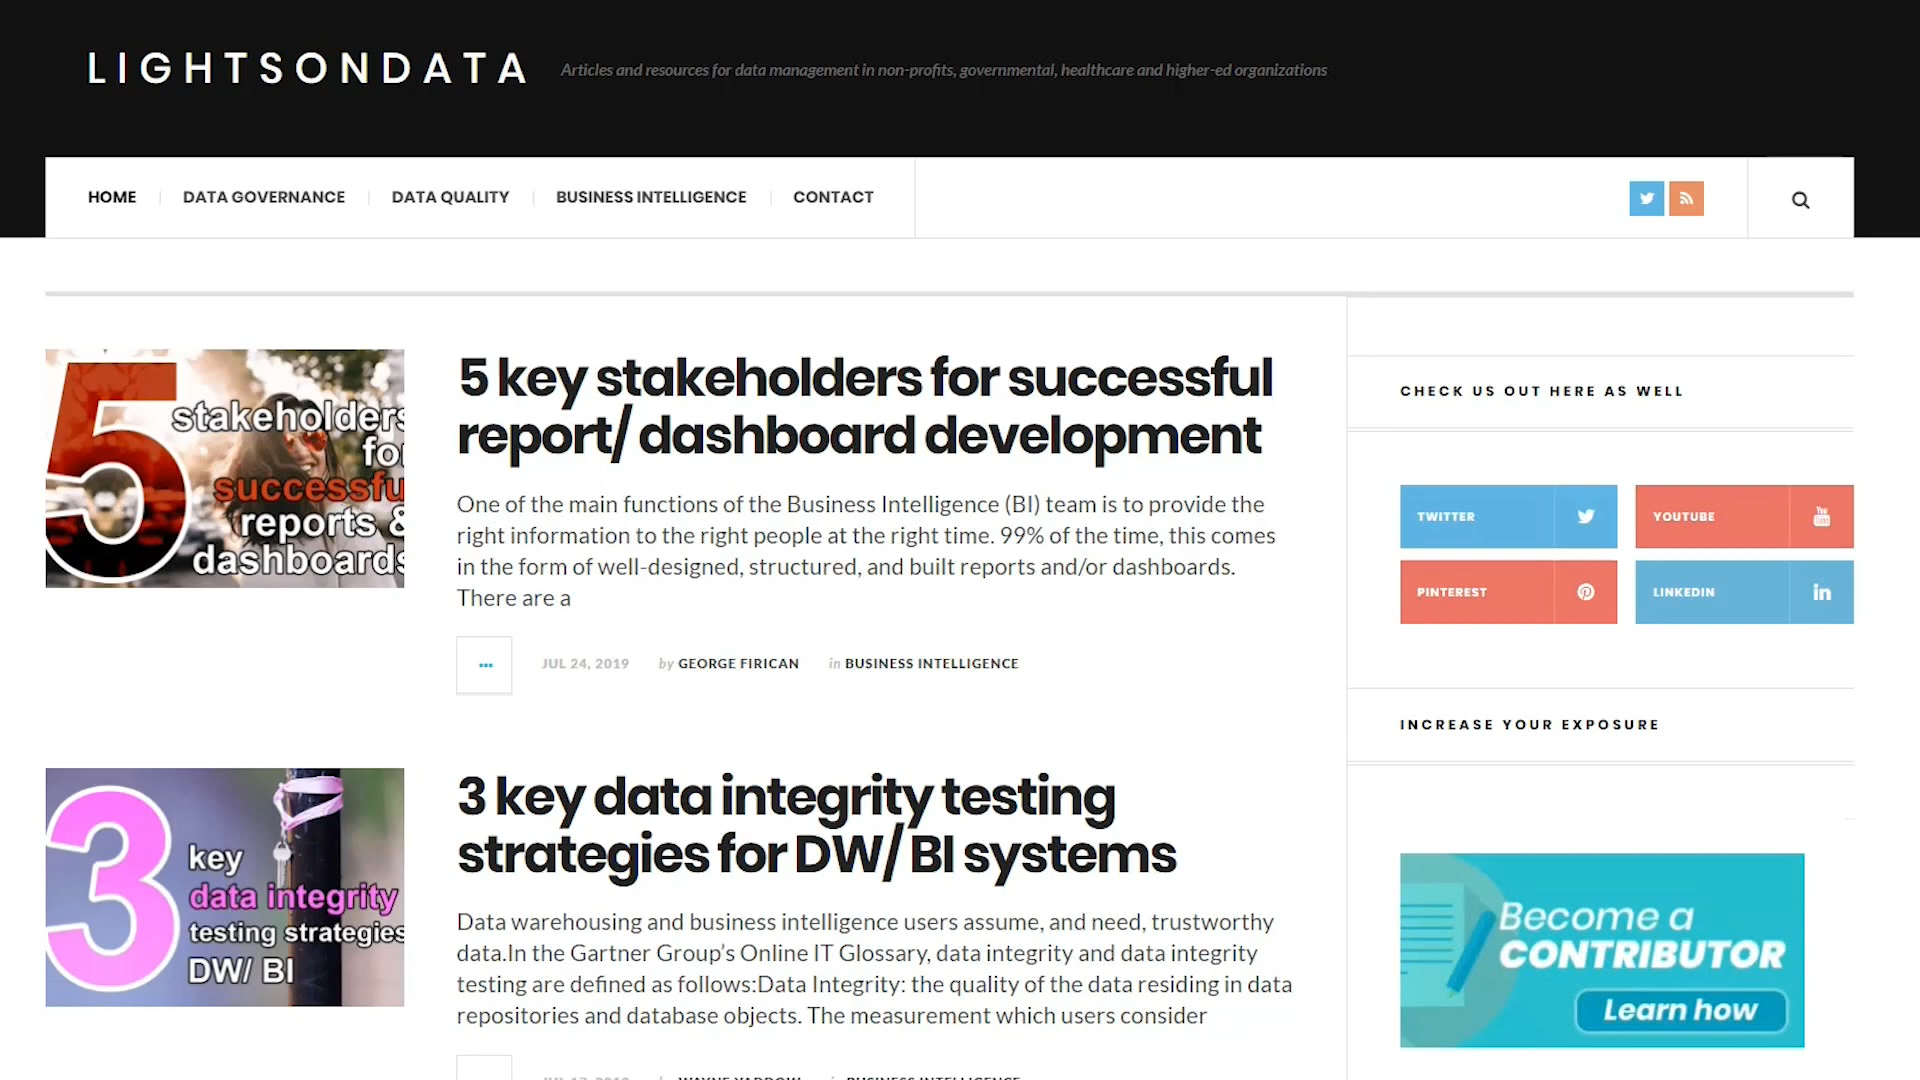 LIGHTSONDATA
Articles and resources for data management in non-profits, governmental, healthcare and higher-ed organizations
HOME
DATA GOVERNANCE
DATA QUALITY
BUSINESS INTELLIGENCE
CONTACT
5
stakeholders
for
successfu
reports &
dashboards
5 key stakeholders for successful
report/ dashboard development
One of the main functions of the Business Intelligence (BI) team is to provide the
right information to the right people at the right time. 99% of the time, this comes
in the form of well-designed, structured, and built reports and/or dashboards.
There are a
...
JUL 24, 2019 by GEORGE FIRICAN in BUSINESS INTELLIGENCE
3
key
data integrity
testing strategies
DW/ BI
3 key data integrity testing
strategies for DW/ BI systems
Data warehousing and business intelligence users assume, and need, trustworthy
data.In the Gartner Group’s Online IT Glossary, data integrity and data integrity
testing are defined as follows:Data Integrity: the quality of the data residing in data
repositories and database objects. The measurement which users consider
JUL 17, 2019 WAYNE YADDOW BUSINESS INTELLIGENCE
CHECK US OUT HERE AS WELL
TWITTER
YOUTUBE
PINTEREST
LINKEDIN
INCREASE YOUR EXPOSURE
Become a
CONTRIBUTOR
Learn how